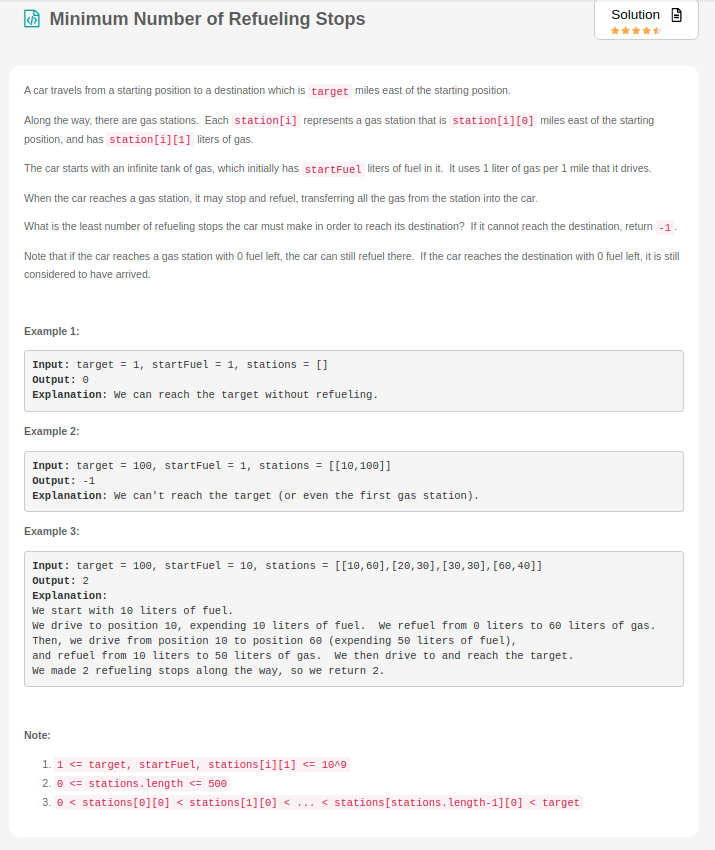 Minimum Number of Refueling Stops
Solution
A car travels from a starting position to a destination which is target miles east of the starting position.
Along the way, there are gas stations.  Each station[i] represents a gas station that is station[i][0] miles east of the starting
position, and has station[i][1] liters of gas.
The car starts with an infinite tank of gas, which initially has startFuel liters of fuel in it.  It uses 1 liter of gas per 1 mile that it drives.
When the car reaches a gas station, it may stop and refuel, transferring all the gas from the station into the car.
What is the least number of refueling stops the car must make in order to reach its destination?  If it cannot reach the destination, return -1.
Note that if the car reaches a gas station with 0 fuel left, the car can still refuel there.  If the car reaches the destination with 0 fuel left, it is still
considered to have arrived.
Example 1:
Input: target = 1, startFuel = 1, stations = []
Output: 0
Explanation: We can reach the target without refueling.
Example 2:
Input: target = 100, startFuel = 1, stations = [[10,100]]
Output: -1
Explanation: We can't reach the target (or even the first gas station).
Example 3:
Input: target = 100, startFuel = 10, stations = [[10,60],[20,30],[30,30],[60,40]]
Output: 2
Explanation:
We start with 10 liters of fuel.
We drive to position 10, expending 10 liters of fuel.  We refuel from 0 liters to 60 liters of gas.
Then, we drive from position 10 to position 60 (expending 50 liters of fuel),
and refuel from 10 liters to 50 liters of gas.  We then drive to and reach the target.
We made 2 refueling stops along the way, so we return 2.
Note:
1. 1 <= target, startFuel, stations[i][1] <= 10^9
2. 0 <= stations.length <= 500
3. 0 < stations[0][0] < stations[1][0] < ... < stations[stations.length-1][0] < target